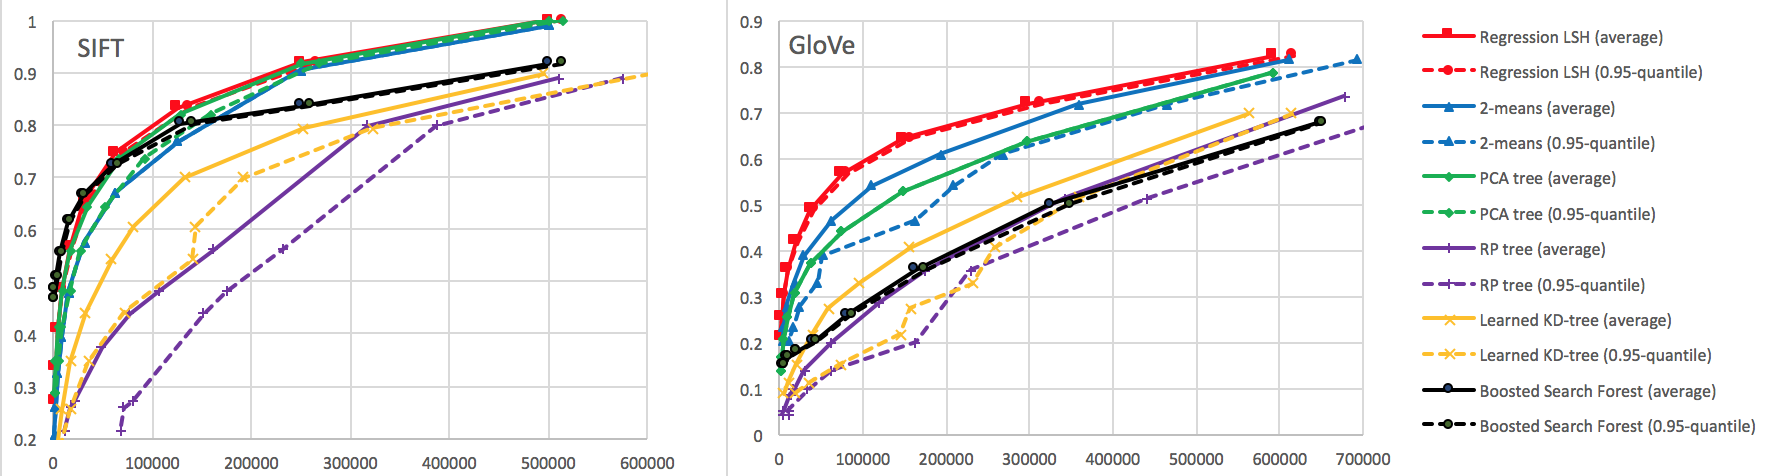 SIFT
1
0.9
0.8
0.7
0.6
0.5
0.4
0.3
0.2
0 100000 200000 300000 400000 500000 600000
GloVe
0.9
0.8
0.7
0.6
0.5
0.4
0.3
0.2
0.1
0
0 100000 200000 300000 400000 500000 600000 700000
Regression LSH (average)
Regression LSH (0.95-quantile)
2-means (average)
2-means (0.95-quantile)
PCA tree (average)
PCA tree (0.95-quantile)
RP tree (average)
RP tree (0.95-quantile)
Learned KD-tree (average)
Learned KD-tree (0.95-quantile)
Boosted Search Forest (average)
Boosted Search Forest (0.95-quantile)